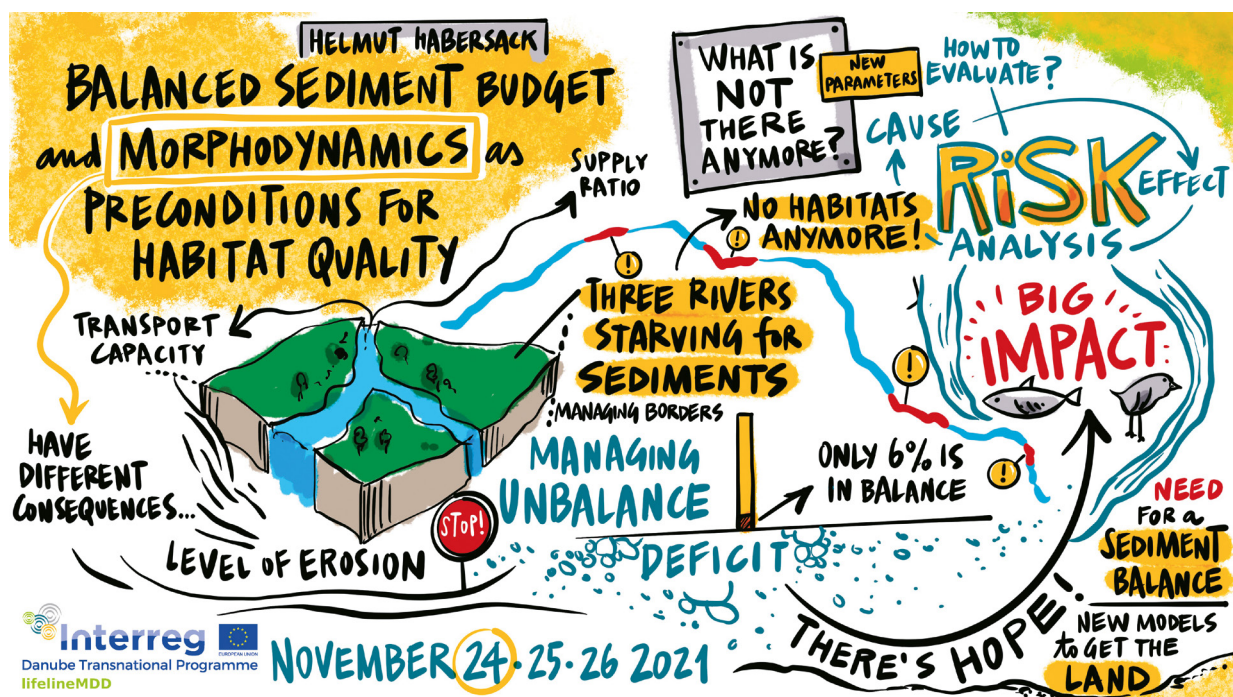 HELMUT HABERSACK
BALANCED SEDIMENT BUDGET
and MORPHODYNAMICS as
PRECONDITIONS FOR
HABITAT QUALITY
SUPPLY
RATIO
TRANSPORT
CAPACITY
HAVE
DIFFERENT
CONSEQUENCES...
LEVEL OF EROSION
STOP!
WHAT IS
NOT
THERE
ANYMORE?
NEW
PARAMETERS
HOW TO
EVALUATE?
CAUSE
RISK
ANALYSIS
EFFECT
NO HABITATS
ANYMORE!
!
!
!
!
THREE RIVERS
STARVING for
SEDIMENTS
MANAGING BORDERS
MANAGING
UNBALANCE
DEFICIT
ONLY 6% IS
IN BALANCE
BIG
IMPACT
THERE'S HOPE!
NEED
FOR a
SEDIMENT
BALANCE
NEW MODELS
to GET THE
LAND
Interreg
EUROPEAN UNION
Danube Transnational Programme
lifelineMDD
NOVEMBER 24·25·26 2021